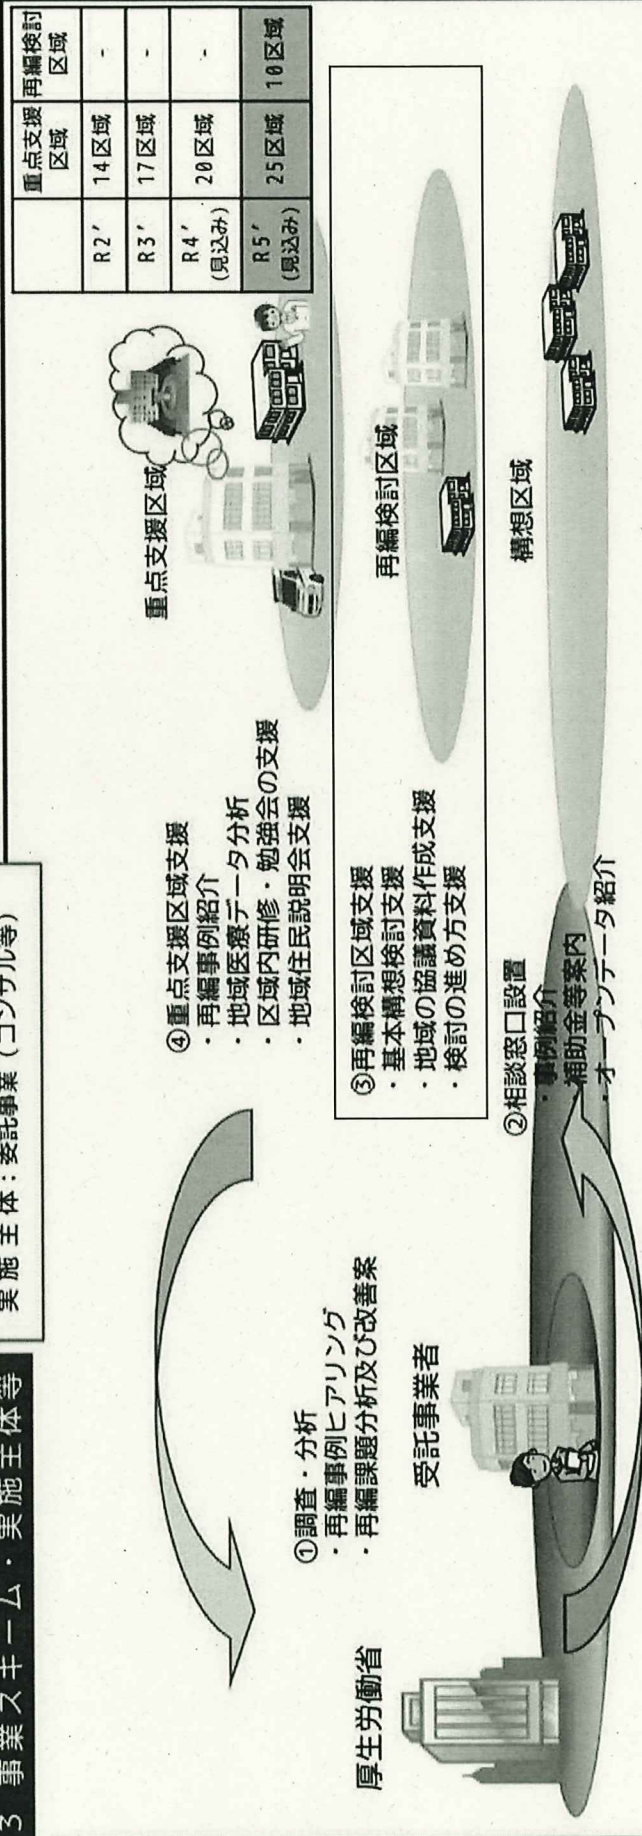 3 事業スキーム・実施主体等
実施主体：委託事業（コンサル等）
重点支援区域 再編検討区域
R2’ 14区域 -
R3’ 17区域 -
R4’（見込み） 20区域 -
R5’（見込み） 25区域 10区域
厚生労働省
受託事業者
①調査・分析
・再編事例ヒアリング
・再編課題分析及び改善案
②相談窓口設置
・事例紹介
補助金等案内
・オープンデータ紹介
③再編検討区域支援
・基本構想検討支援
・地域の協議資料作成支援
・検討の進め方支援
④重点支援区域支援
・再編事例紹介
・地域医療データ分析
・区域内研修・勉強会の支援
・地域住民説明会支援
重点支援区域
再編検討区域
構想区域